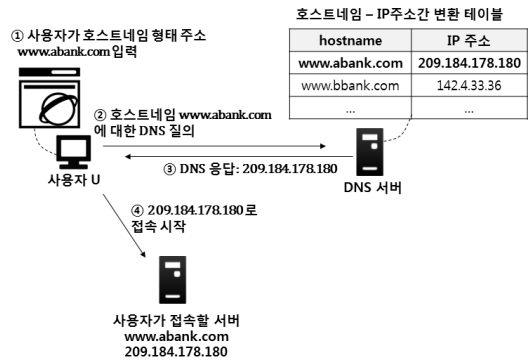 호스트네임 – IP주소간 변환 테이블
① 사용자가 호스트네임 형태 주소
www.abank.com 입력
hostname IP 주소
www.abank.com 209.184.178.180
www.bbank.com 142.4.33.36
... ...
② 호스트네임 www.abank.com
에 대한 DNS 질의
③ DNS 응답: 209.184.178.180
사용자 U
DNS 서버
④ 209.184.178.180로
접속 시작
사용자가 접속할 서버
www.abank.com
209.184.178.180